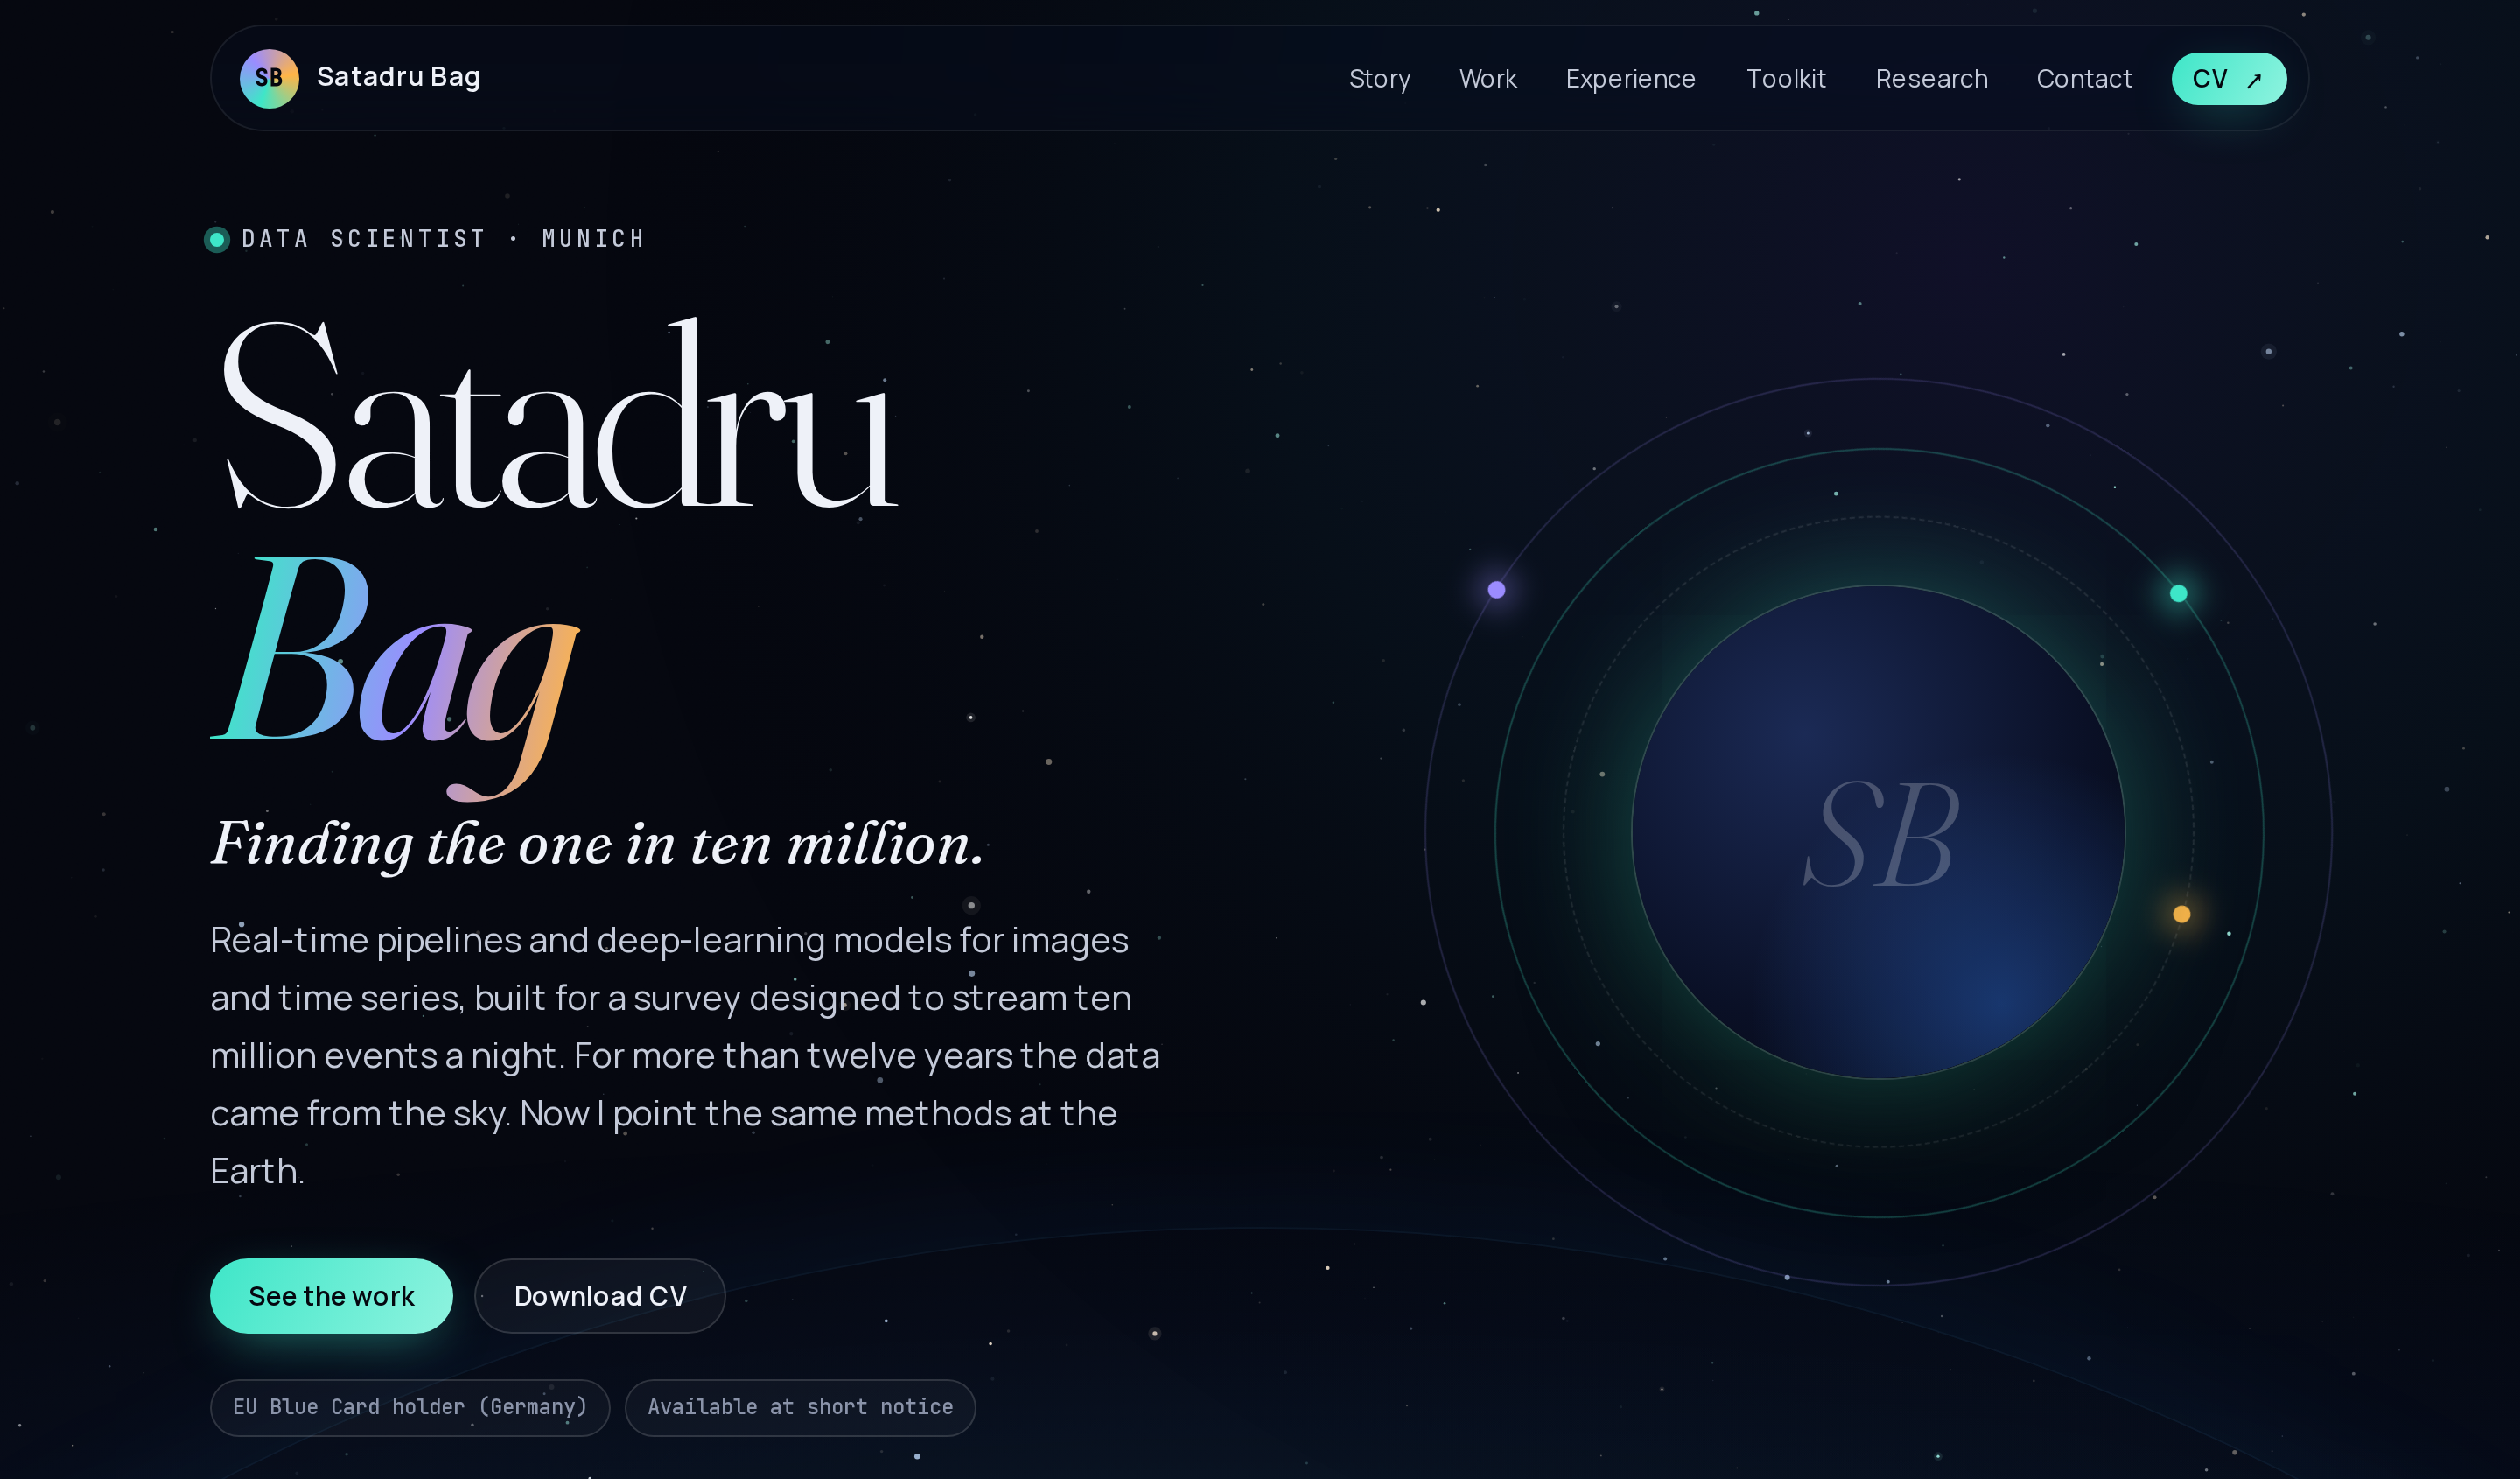 SB Satadru Bag Story Work Experience Toolkit Research Contact CV ↗
DATA SCIENTIST · MUNICH
Satadru
Bag
Finding the one in ten million.
Real-time pipelines and deep-learning models for images
and time series, built for a survey designed to stream ten
million events a night. For more than twelve years the data
came from the sky. Now I point the same methods at the
Earth.
See the work Download CV
EU Blue Card holder (Germany) Available at short notice
SB